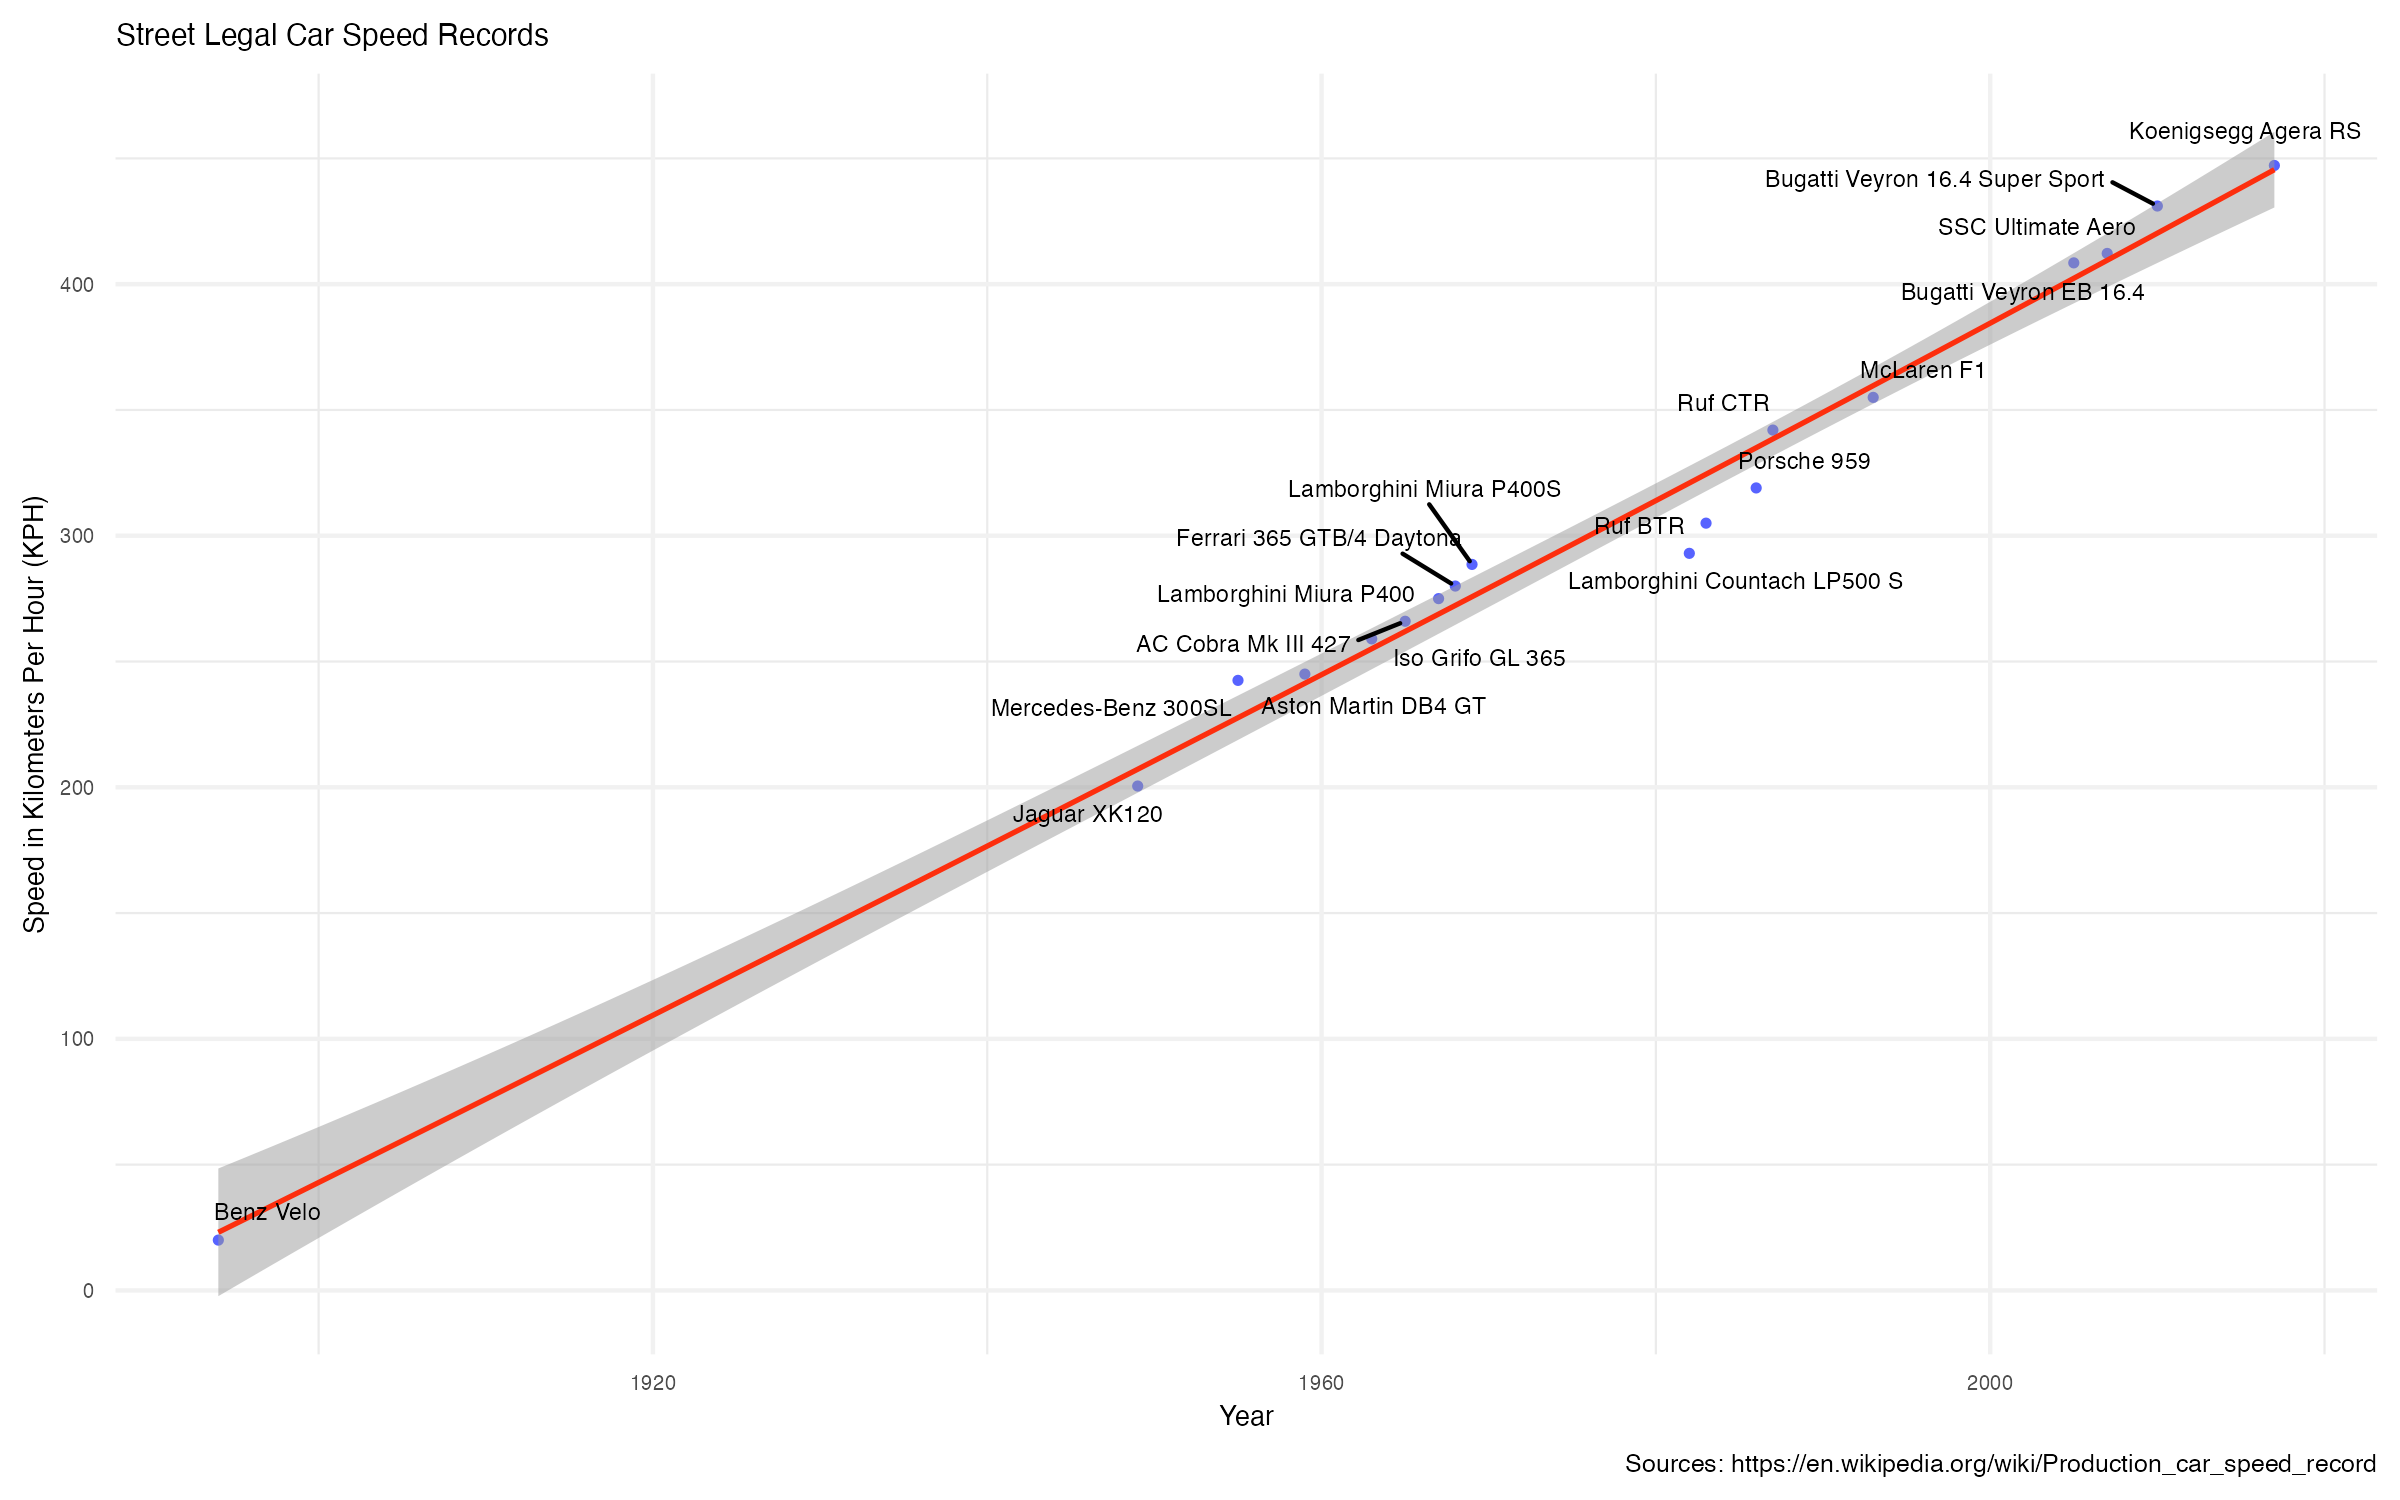 Street Legal Car Speed Records
Koenigsegg Agera RS
Bugatti Veyron 16.4 Super Sport
SSC Ultimate Aero
400
Bugatti Veyron EB 16.4
McLaren F1
Ruf CTR
Porsche 959
Lamborghini Miura P400S
Ruf BTR
300
Ferrari 365 GTB/4 Daytona
Lamborghini Countach LP500 S
Lamborghini Miura P400
AC Cobra Mk III 427
Iso Grifo GL 365
Mercedes-Benz 300SL
Aston Martin DB4 GT
200
Jaguar XK120
100
Benz Velo
0
Speed in Kilometers Per Hour (KPH)
1920
1960
2000
Year
Sources: https://en.wikipedia.org/wiki/Production_car_speed_record